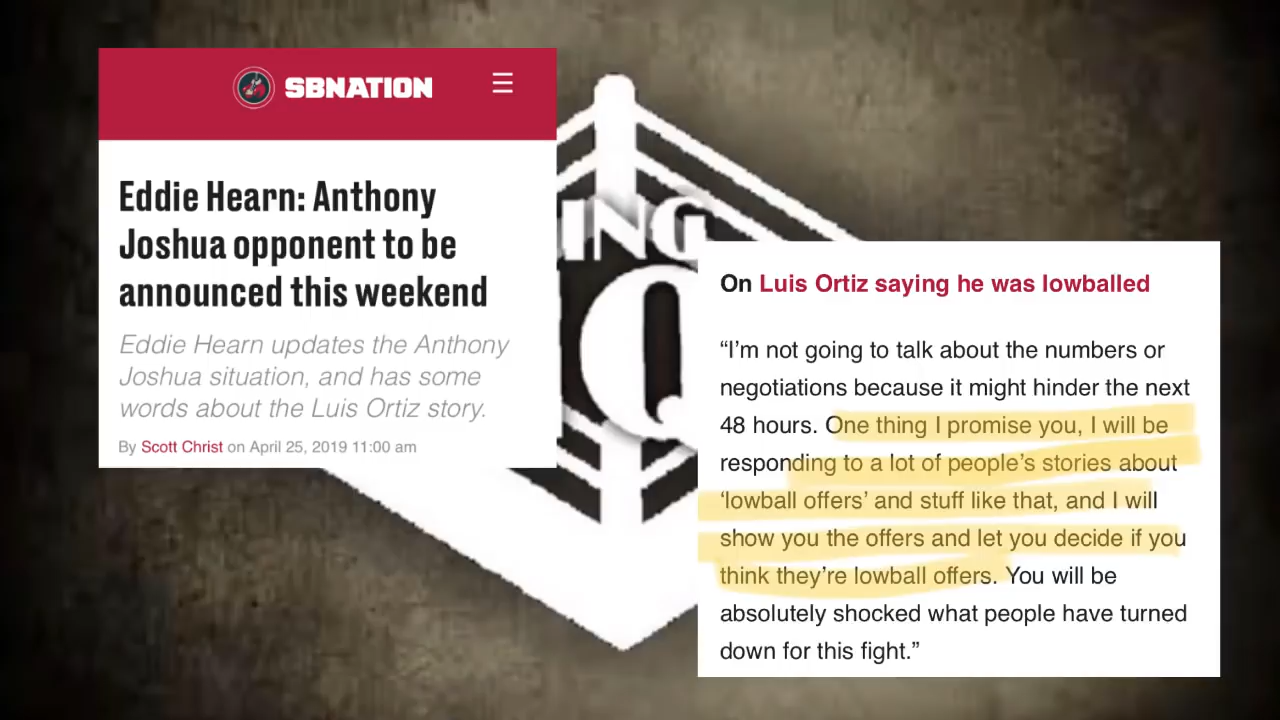 SBNATION
Eddie Hearn: Anthony
Joshua opponent to be
announced this weekend
Eddie Hearn updates the Anthony
Joshua situation, and has some
words about the Luis Ortiz story.
By Scott Christ on April 25, 2019 11:00 am
ING
Q
On Luis Ortiz saying he was lowballed
“I’m not going to talk about the numbers or
negotiations because it might hinder the next
48 hours. One thing I promise you, I will be
responding to a lot of people’s stories about
‘lowball offers’ and stuff like that, and I will
show you the offers and let you decide if you
think they’re lowball offers. You will be
absolutely shocked what people have turned
down for this fight.”